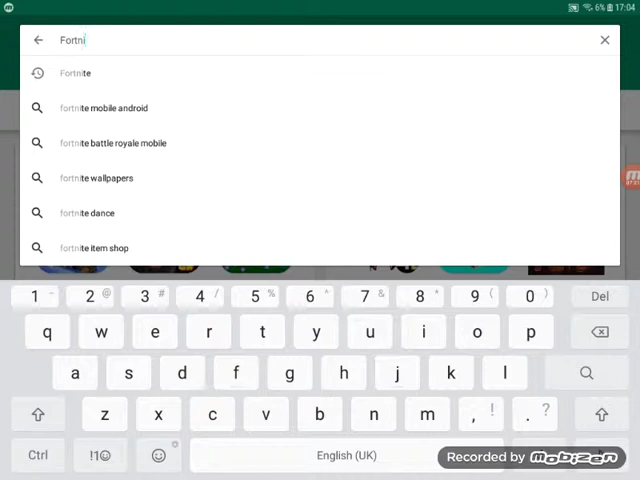 6% 17:04
Fortni
Fortnite
fortnite mobile android
fortnite battle royale mobile
fortnite wallpapers
fortnite dance
fortnite item shop
1 - 2 @ 3 # 4 / 5 % 6 ^ 7 & 8 * 9 ( 0 ) Del
q w e r t y u i o p
a s d f g h j k l
z x c v b n m , ! . ?
Ctrl !1☺ English (UK)
Recorded by mobizen